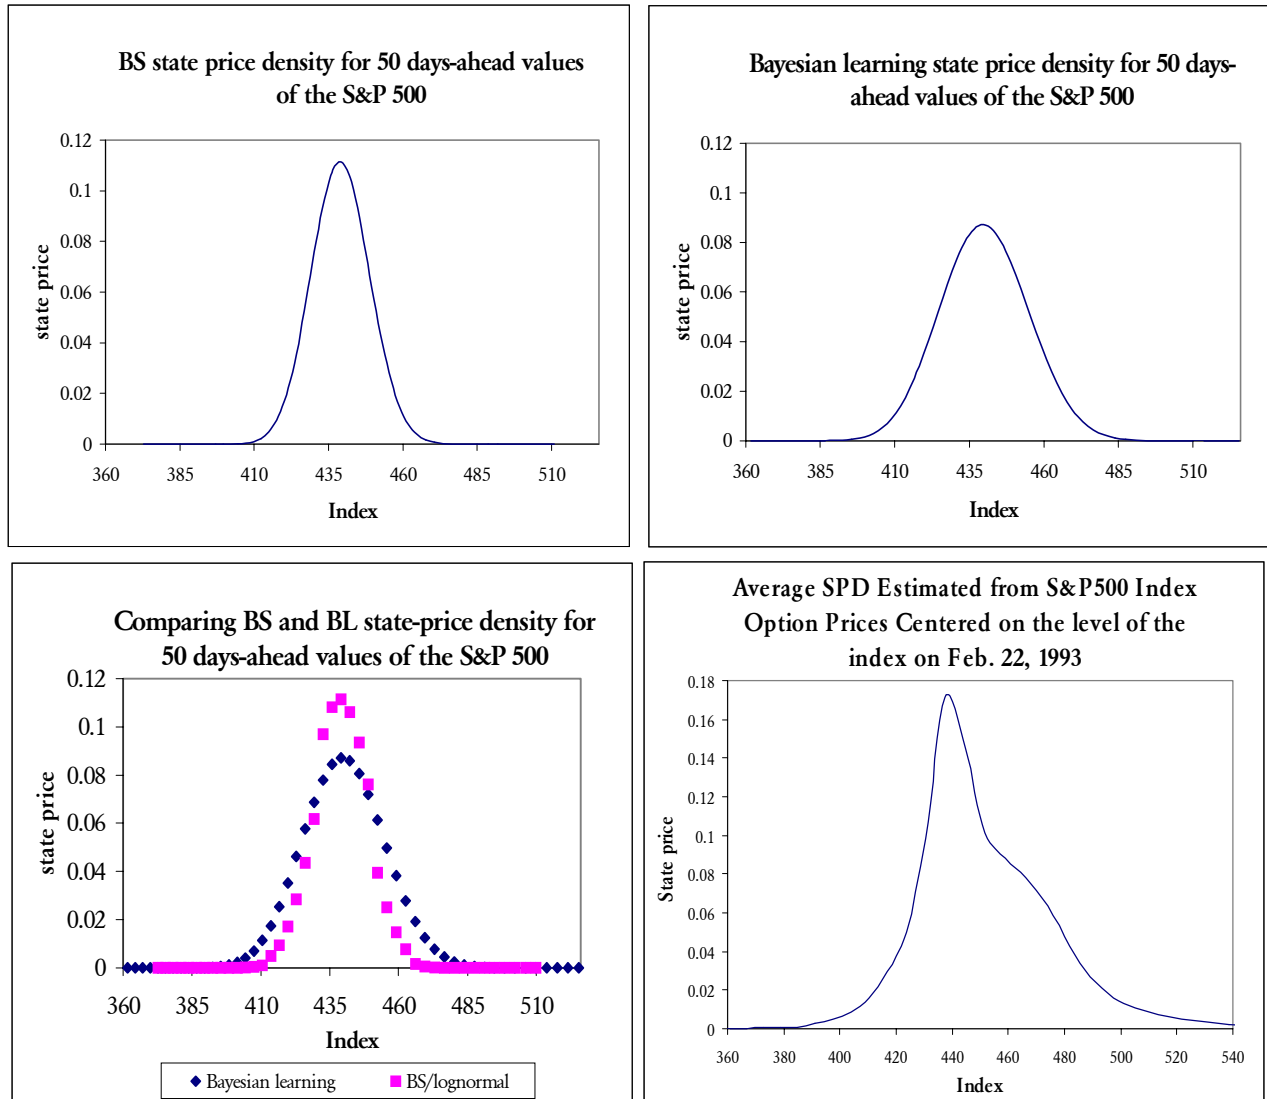 BS state price density for 50 days-ahead values
of the S&P 500
0.12
0.1
0.08
0.06
0.04
0.02
0
state price
360 385 410 435 460 485 510
Index
Bayesian learning state price density for 50 days-
ahead values of the S&P 500
0.12
0.1
0.08
0.06
0.04
0.02
0
state price
360 385 410 435 460 485 510
Index
Comparing BS and BL state-price density for
50 days-ahead values of the S&P 500
0.12
0.1
0.08
0.06
0.04
0.02
0
state price
360 385 410 435 460 485 510
Index
Bayesian learning BS/lognormal
Average SPD Estimated from S&P500 Index
Option Prices Centered on the level of the
index on Feb. 22, 1993
0.18
0.16
0.14
0.12
0.1
0.08
0.06
0.04
0.02
0
State price
360 380 400 420 440 460 480 500 520 540
Index